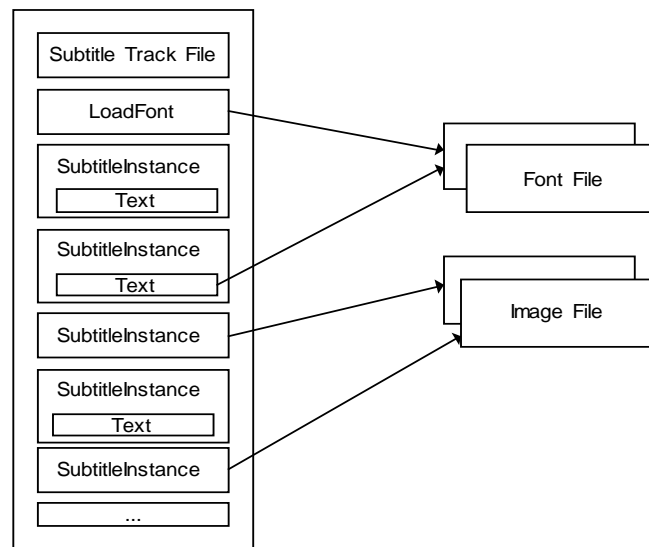 Subtitle Track File
LoadFont
SubtitleInstance
Text
SubtitleInstance
Text
SubtitleInstance
SubtitleInstance
Text
SubtitleInstance
...
Font File
Image File